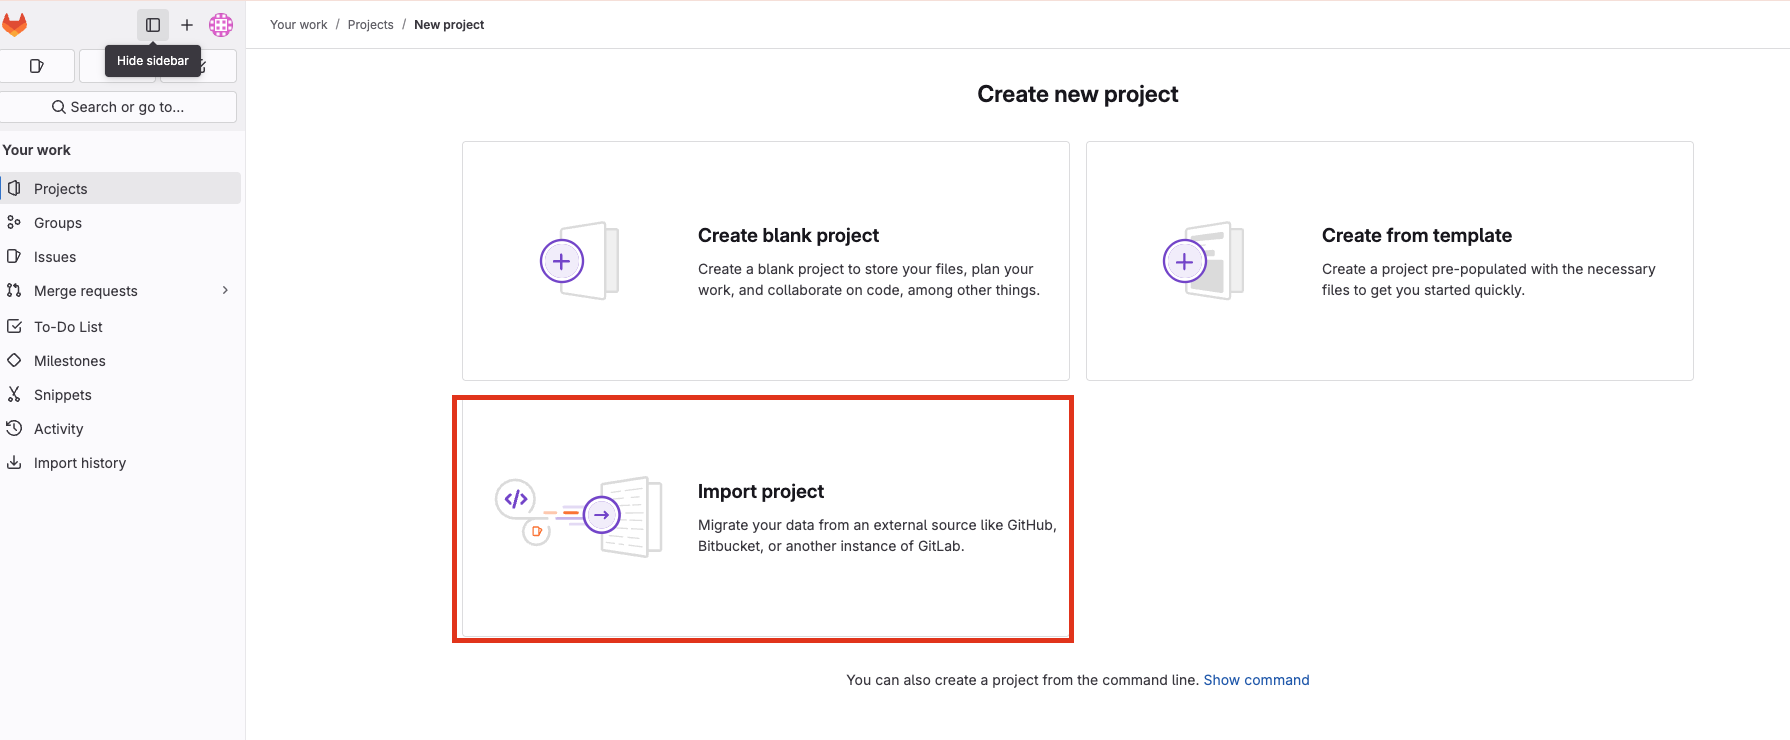 Your work / Projects / New project
Hide sidebar
Search or go to...
Your work
Projects
Groups
Issues
Merge requests
To-Do List
Milestones
Snippets
Activity
Import history
Create new project
Create blank project
Create a blank project to store your files, plan your
work, and collaborate on code, among other things.
Create from template
Create a project pre-populated with the necessary
files to get you started quickly.
Import project
Migrate your data from an external source like GitHub,
Bitbucket, or another instance of GitLab.
You can also create a project from the command line. Show command